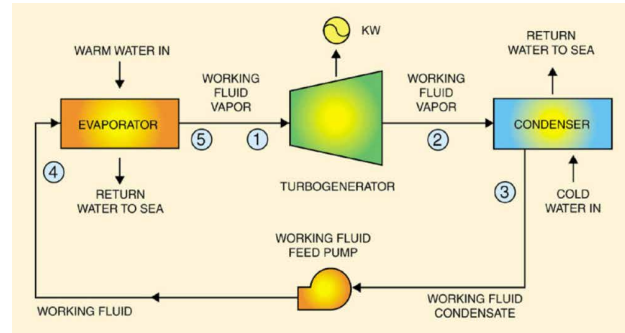 KW
WARM WATER IN
RETURN
WATER TO SEA
WORKING
FLUID
VAPOR
WORKING
FLUID
VAPOR
EVAPORATOR
CONDENSER
5
1
2
4
3
TURBOGENERATOR
RETURN
WATER TO SEA
COLD
WATER IN
WORKING FLUID
FEED PUMP
WORKING FLUID
WORKING FLUID
CONDENSATE